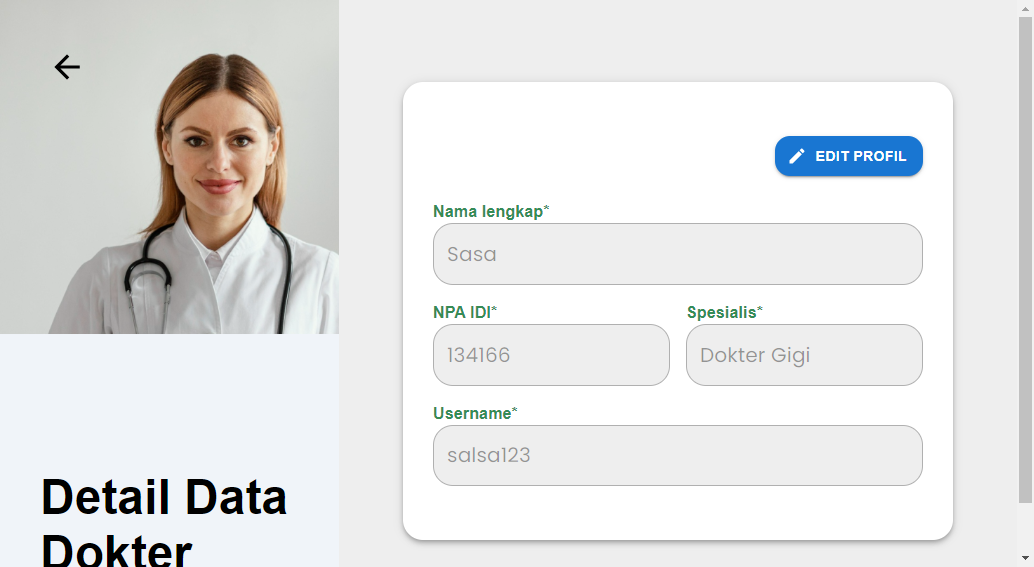 EDIT PROFIL
Nama lengkap*
Sasa
NPA IDI*
Spesialis*
134166
Dokter Gigi
Username*
salsa123
Detail Data
Dokter